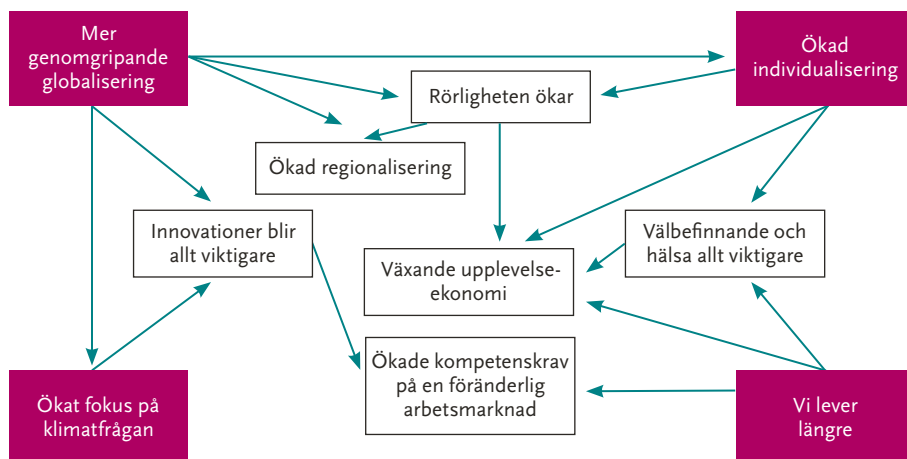 Mer
genomgripande
globalisering
Ökad
individualisering
Rörligheten ökar
Ökad regionalisering
Innovationer blir
allt viktigare
Välbefinnande och
hälsa allt viktigare
Växande upplevelse-
ekonomi
Ökade kompetenskrav
på en föränderlig
arbetsmarknad
Ökat fokus på
klimatfrågan
Vi lever
längre